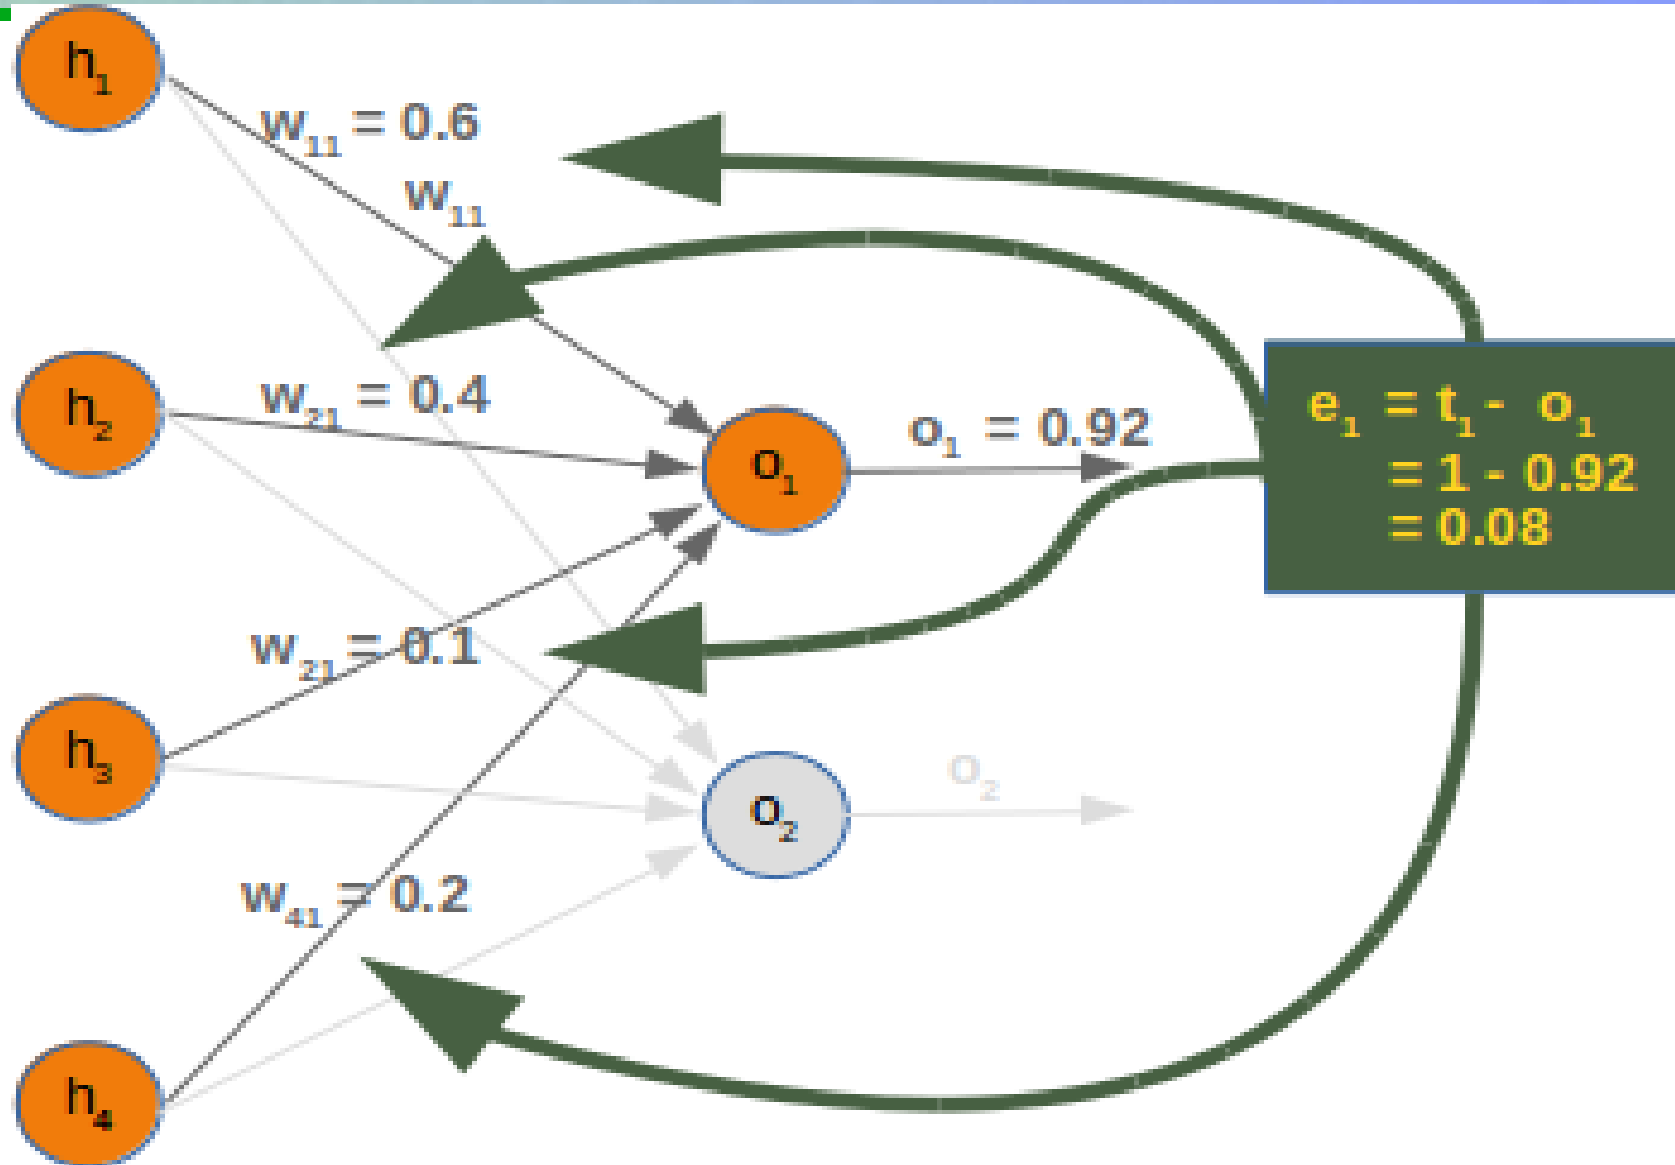 h₁
w₁₁ = 0.6
w₁₁
h₂
w₂₁ = 0.4
o₁
o₁ = 0.92
e₁ = t₁ - o₁
= 1 - 0.92
= 0.08
w₂₁ = 0.1
h₃
o₂
o₂
w₄₁ = 0.2
h₄